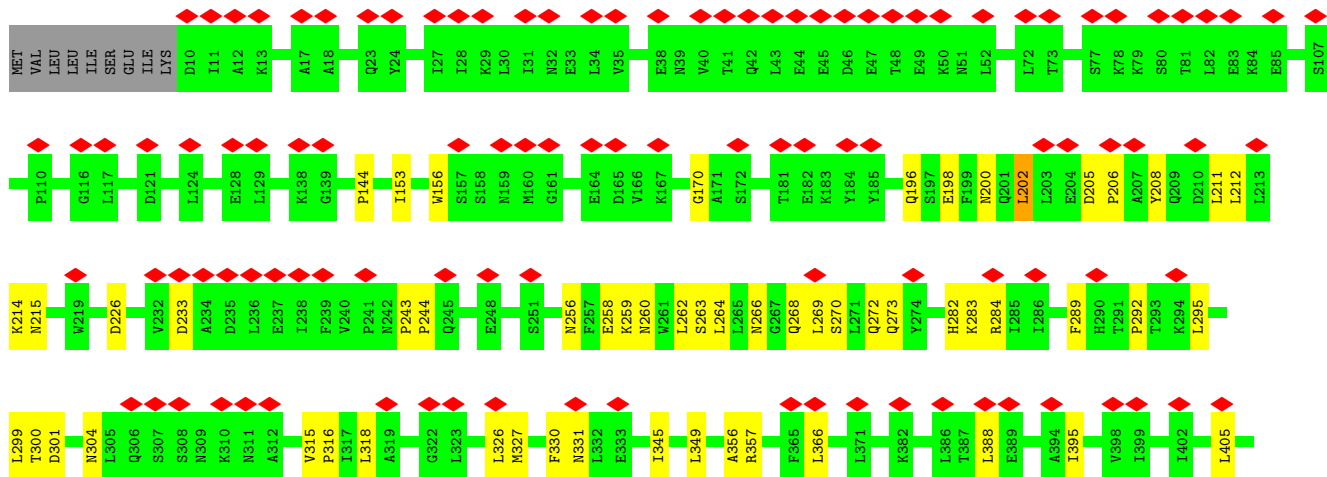 MET VAL LEU LEU ILE SER GLU ILE LYS D10 I11 A12 K13 A17 A18 Q23 Y24 I27 I28 K29 L30 I31 N32 E33 L34 V35 E38 N39 V40 T41 Q42 L43 E44 E45 D46 E47 T48 E49 K50 N51 L52 L72 T73 S77 K78 K79 S80 T81 L82 E83 K84 E85 S107
P110 G116 L117 D121 L124 E128 L129 K138 G139 P144 I153 W156 S157 S158 N159 M160 G161 E164 D165 V166 K167 G170 A171 S172 T181 E182 K183 Y184 Y185 Q196 S197 E198 F199 N200 Q201 L202 L203 E204 D205 P206 A207 Y208 Q209 D210 L211 L212 L213
K214 N215 W219 D226 V232 D233 A234 D235 L236 E237 I238 F239 V240 P241 N242 P243 P244 Q245 E248 S251 N256 F257 E258 K259 N260 W261 L262 S263 L264 L265 N266 G267 Q268 L269 S270 L271 Q272 Q273 Y274 H282 K283 R284 I285 I286 F289 H290 T291 P292 T293 K294 L295
L299 T300 D301 N304 L305 Q306 S307 S308 N309 K310 N311 A312 V315 P316 I317 L318 A319 G322 L323 L326 M327 F330 N331 L332 E333 I345 L349 A356 R357 F365 L366 L371 K382 L386 T387 L388 E389 A394 I395 V398 I399 I402 L405